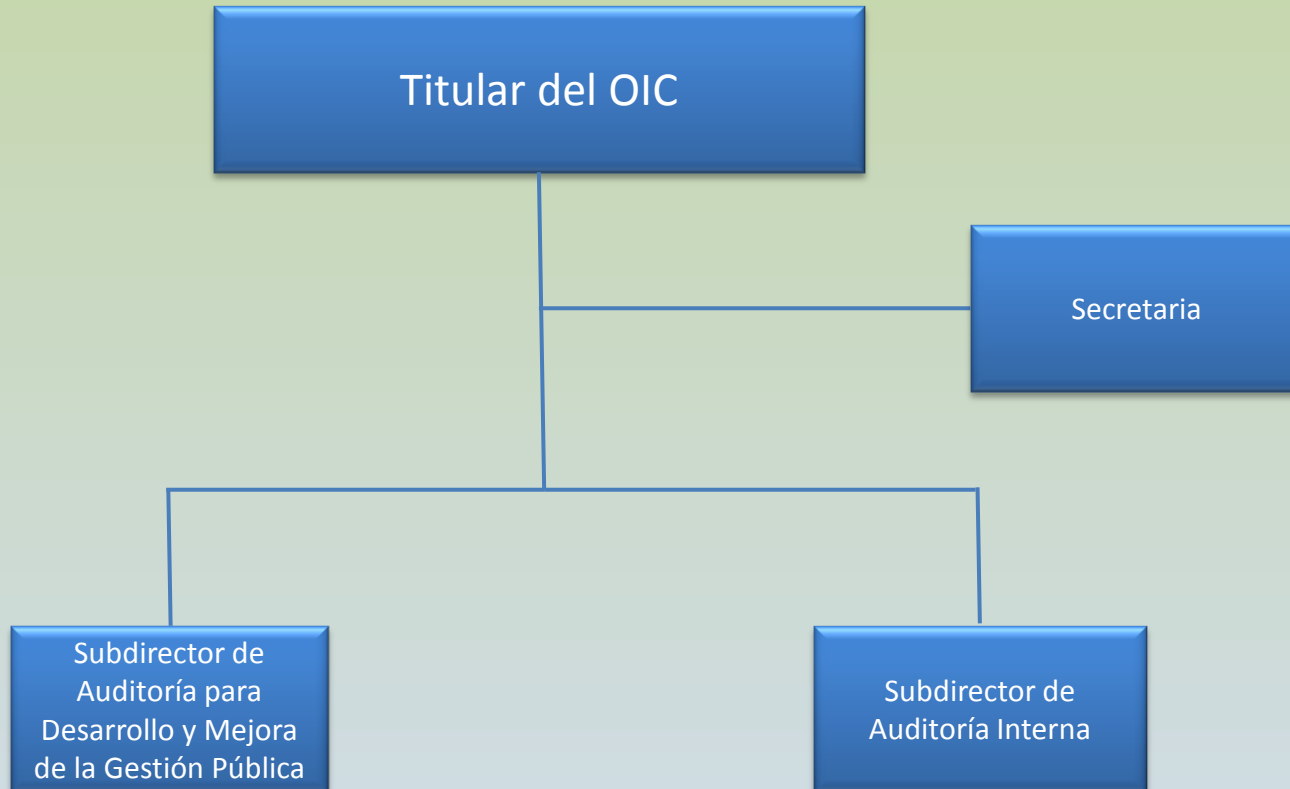 Titular del OIC
Secretaria
Subdirector de
Auditoría para
Desarrollo y Mejora
de la Gestión Pública
Subdirector de
Auditoría Interna